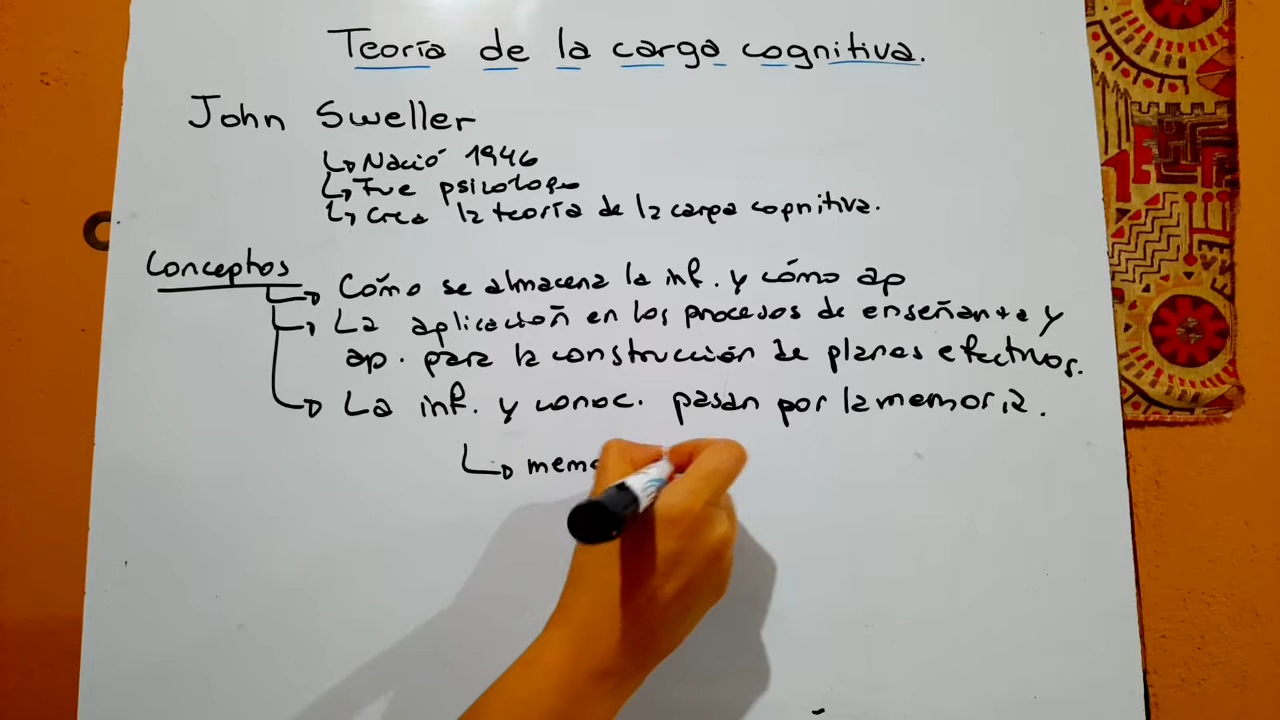 Teoría de la carga cognitiva.
John Sweller
Nació 1946
Fue psicologo
Crea la teoría de la carga cognitiva.
Conceptos
Cómo se almacena la inf. y cómo ap
La aplicación en los procesos de enseñanza y
ap. para la construcción de planes efectivos.
La inf. y conoc. pasan por la memoria.
memo